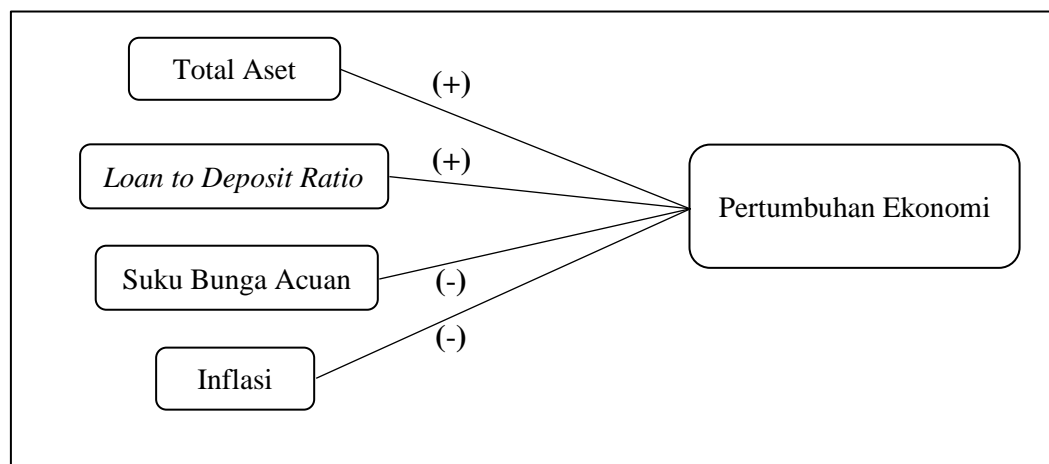 Total Aset
(+)
Loan to Deposit Ratio
(+)
Pertumbuhan Ekonomi
Suku Bunga Acuan
(-)
(-)
Inflasi